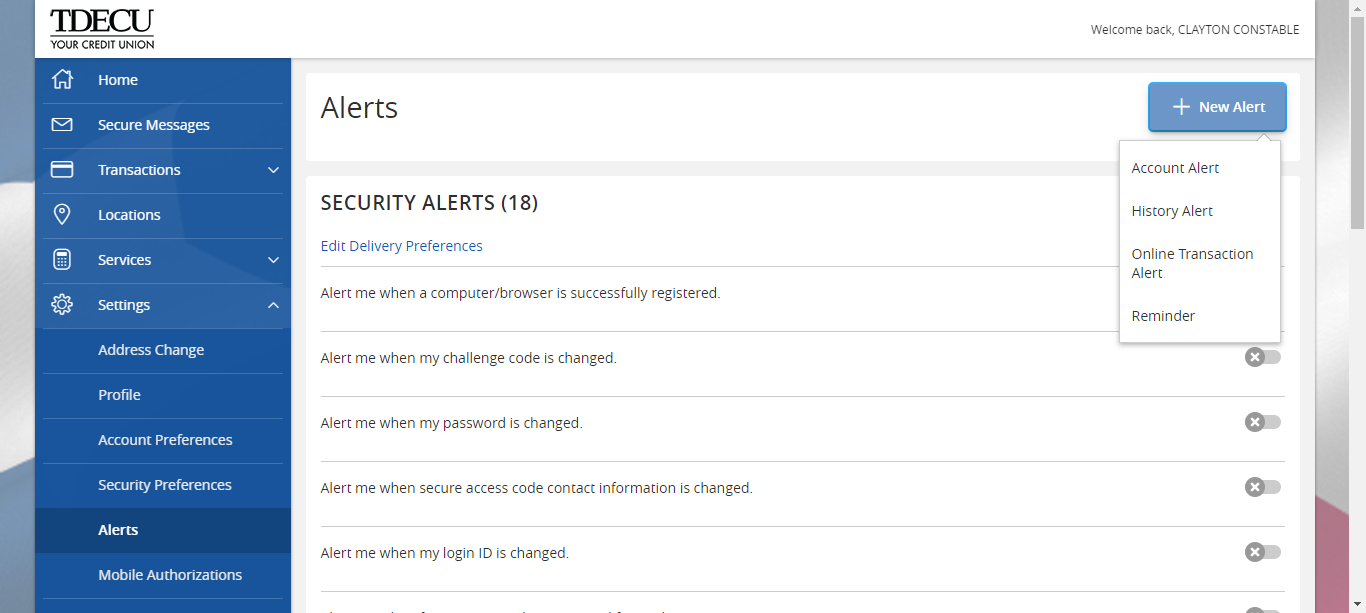 TDECU
YOUR CREDIT UNION
Welcome back, CLAYTON CONSTABLE
Home
Secure Messages
Transactions
Locations
Services
Settings
Address Change
Profile
Account Preferences
Security Preferences
Alerts
Mobile Authorizations
Alerts
New Alert
Account Alert
History Alert
Online Transaction
Alert
Reminder
SECURITY ALERTS (18)
Edit Delivery Preferences
Alert me when a computer/browser is successfully registered.
Alert me when my challenge code is changed.
Alert me when my password is changed.
Alert me when secure access code contact information is changed.
Alert me when my login ID is changed.